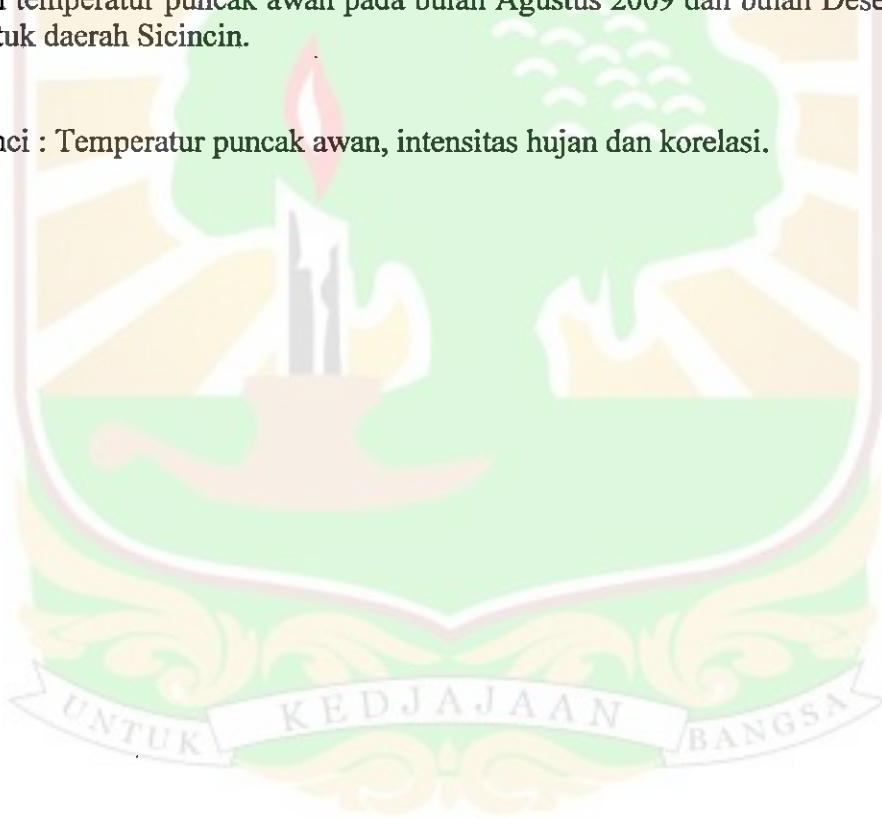 temperatur puncak awan pada bulan Agustus 2009 dan bulan
tuk daerah Sicincin.
nci : Temperatur puncak awan, intensitas hujan dan korelasi.
UNTUK KEDJAJAAN BANGSA